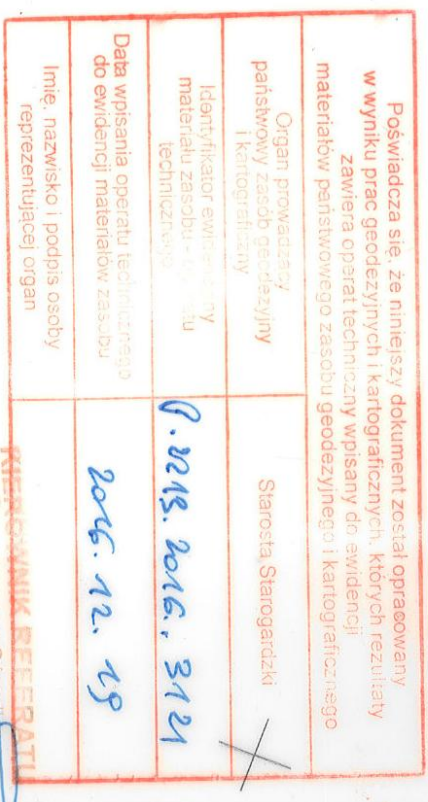 Poświadcza się, że niniejszy dokument został opracowany
w wyniku prac geodezyjnych i kartograficznych, których rezultaty
zawiera operat techniczny wpisany do ewidencji
materiałów państwowego zasobu geodezyjnego i kartograficznego
Organ prowadzący
państwowy zasób geodezyjny
i kartograficzny
Starosta Starogardzki
Identyfikator ewidencyjny
materiału zasobu
technicznego
P.2213.2016.3121
Data wpisania operatu technicznego
do ewidencji materiałów zasobu
2016.12.19
Imię, nazwisko i podpis osoby
reprezentującej organ
KIEROWNIK REFERATU